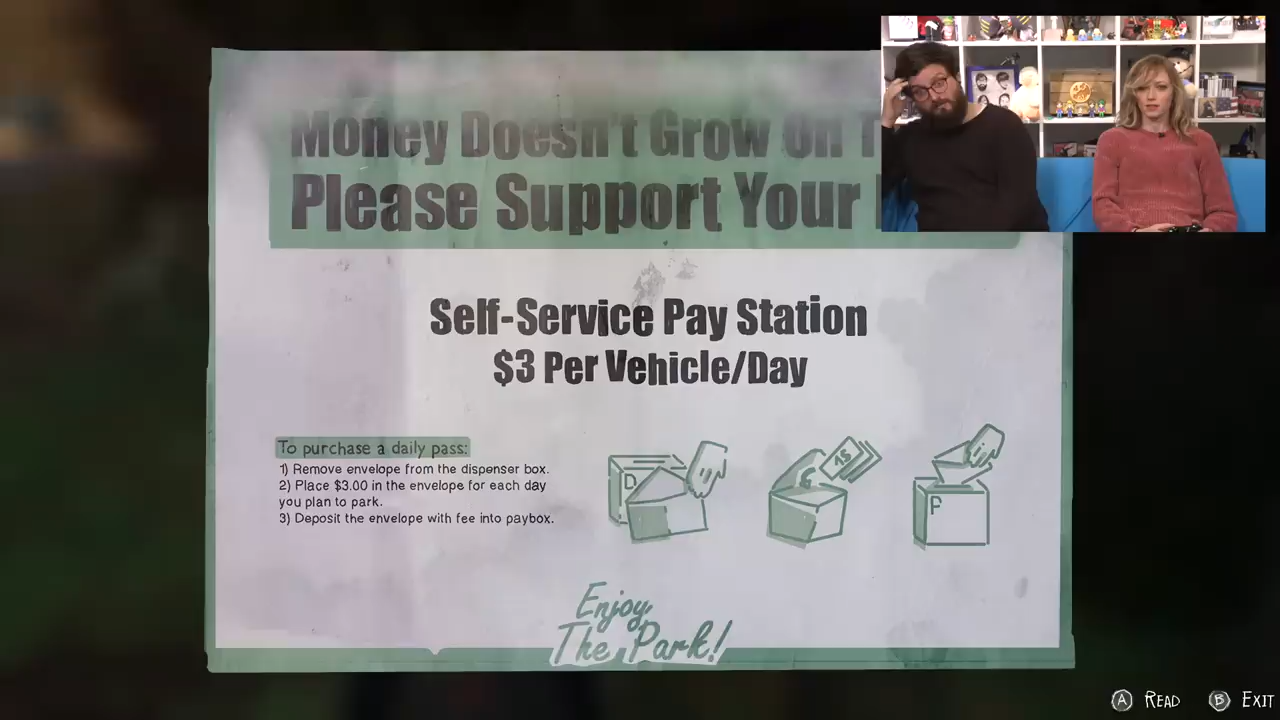 Money Doesn't Grow On T
Please Support Your
Self-Service Pay Station
$3 Per Vehicle/Day
To purchase a daily pass:
1) Remove envelope from the dispenser box.
2) Place $3.00 in the envelope for each day
you plan to park.
3) Deposit the envelope with fee into paybox.
D
1$
P
Enjoy
The Park!
A READ B EXIT